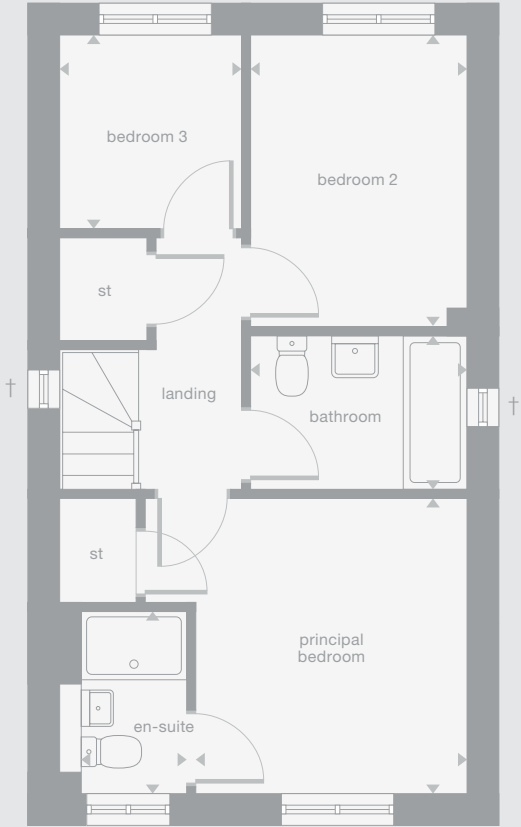 bedroom 3
bedroom 2
st
landing
†
bathroom
†
st
principal
bedroom
en-suite